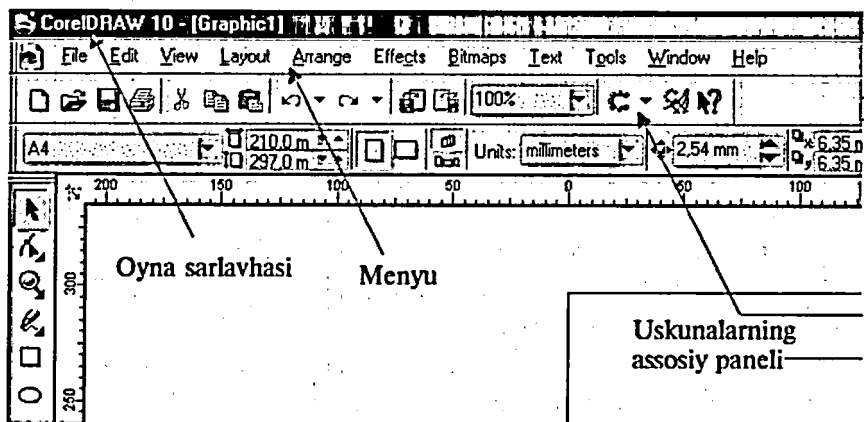 CorelDRAW 10 - [Graphic1]
File Edit View Layout Arrange Effects Bitmaps Text Tools Window Help
100%
A4 210,0 m 297,0 m Units: millimeters 2,54 mm x 6.35 y 6.35
200 150 100 50 0 50 100
300
250
Oyna sarlavhasi
Menyu
Uskunalarning
assosiy paneli